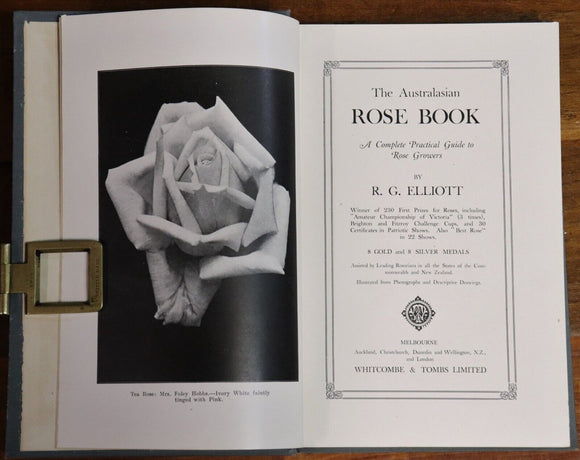 Tea Rose: Mrs. Foley Hobbs.—Ivory White faintly
tinged with Pink.
The Australasian
ROSE BOOK
A Complete Practical Guide to
Rose Growers
BY
R. G. ELLIOTT
Winner of 230 First Prizes for Roses, including
"Amateur Championship of Victoria" (3 times),
Brighton and Fitzroy Challenge Cups, and 30
Certificates in Patriotic Shows. Also "Best Rose"
in 22 Shows.
8 GOLD and 8 SILVER MEDALS
Assisted by Leading Rosarians in all the States of the Com-
monwealth and New Zealand.
Illustrated from Photographs and Descriptive Drawings.
MELBOURNE
Auckland, Christchurch, Dunedin and Wellington, N.Z.,
and London
WHITCOMBE & TOMBS LIMITED